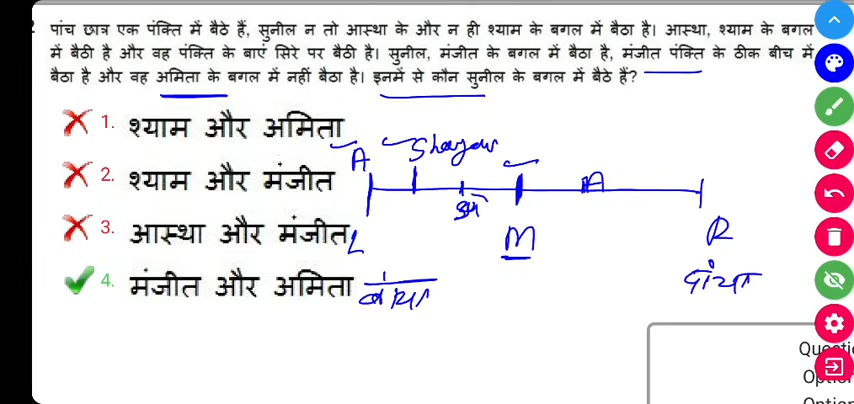 पांच छात्र एक पंक्ति में बैठे हैं, सुनील न तो आस्था के और न ही श्याम के बगल में बैठा है। आस्था, श्याम के बगल
में बैठी है और वह पंक्ति के बाएं सिरे पर बैठी है। सुनील, मंजीत के बगल में बैठा है, मंजीत पंक्ति के ठीक बीच में
बैठा है और वह अमिता के बगल में नहीं बैठा है। इनमें से कौन सुनील के बगल में बैठे हैं?
1. श्याम और अमिता
A Shayam
2. श्याम और मंजीत
A
3. आस्था और मंजीत
L M R
4. मंजीत और अमिता
Questi
Option
Option